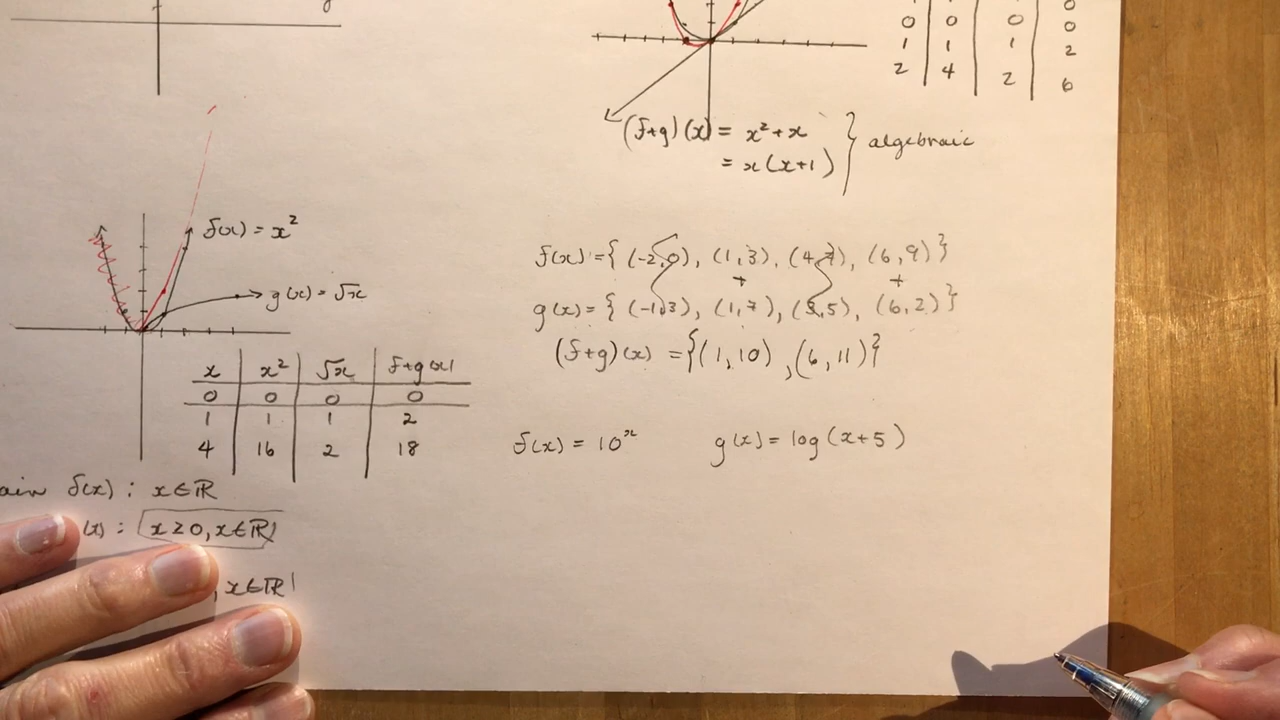 0 0 0 0
1 1 1 2
2 4 2 6
(f+g)(x) = x²+x
= x(x+1)
algebraic
f(x) = x²
g(x) = √x
x x² √x f+g(x)
0 0 0 0
1 1 1 2
4 16 2 18
ain f(x) : x∈ℝ
(x) : x≥0, x∈ℝ
, x∈ℝ
f(x) = { (-2,0), (1,3), (4,7), (6,9) }
+ +
g(x) = { (-1,3), (1,7), (3,5), (6,2) }
(f+g)(x) = {(1,10), (6,11)}
f(x) = 10ˣ g(x) = log(x+5)